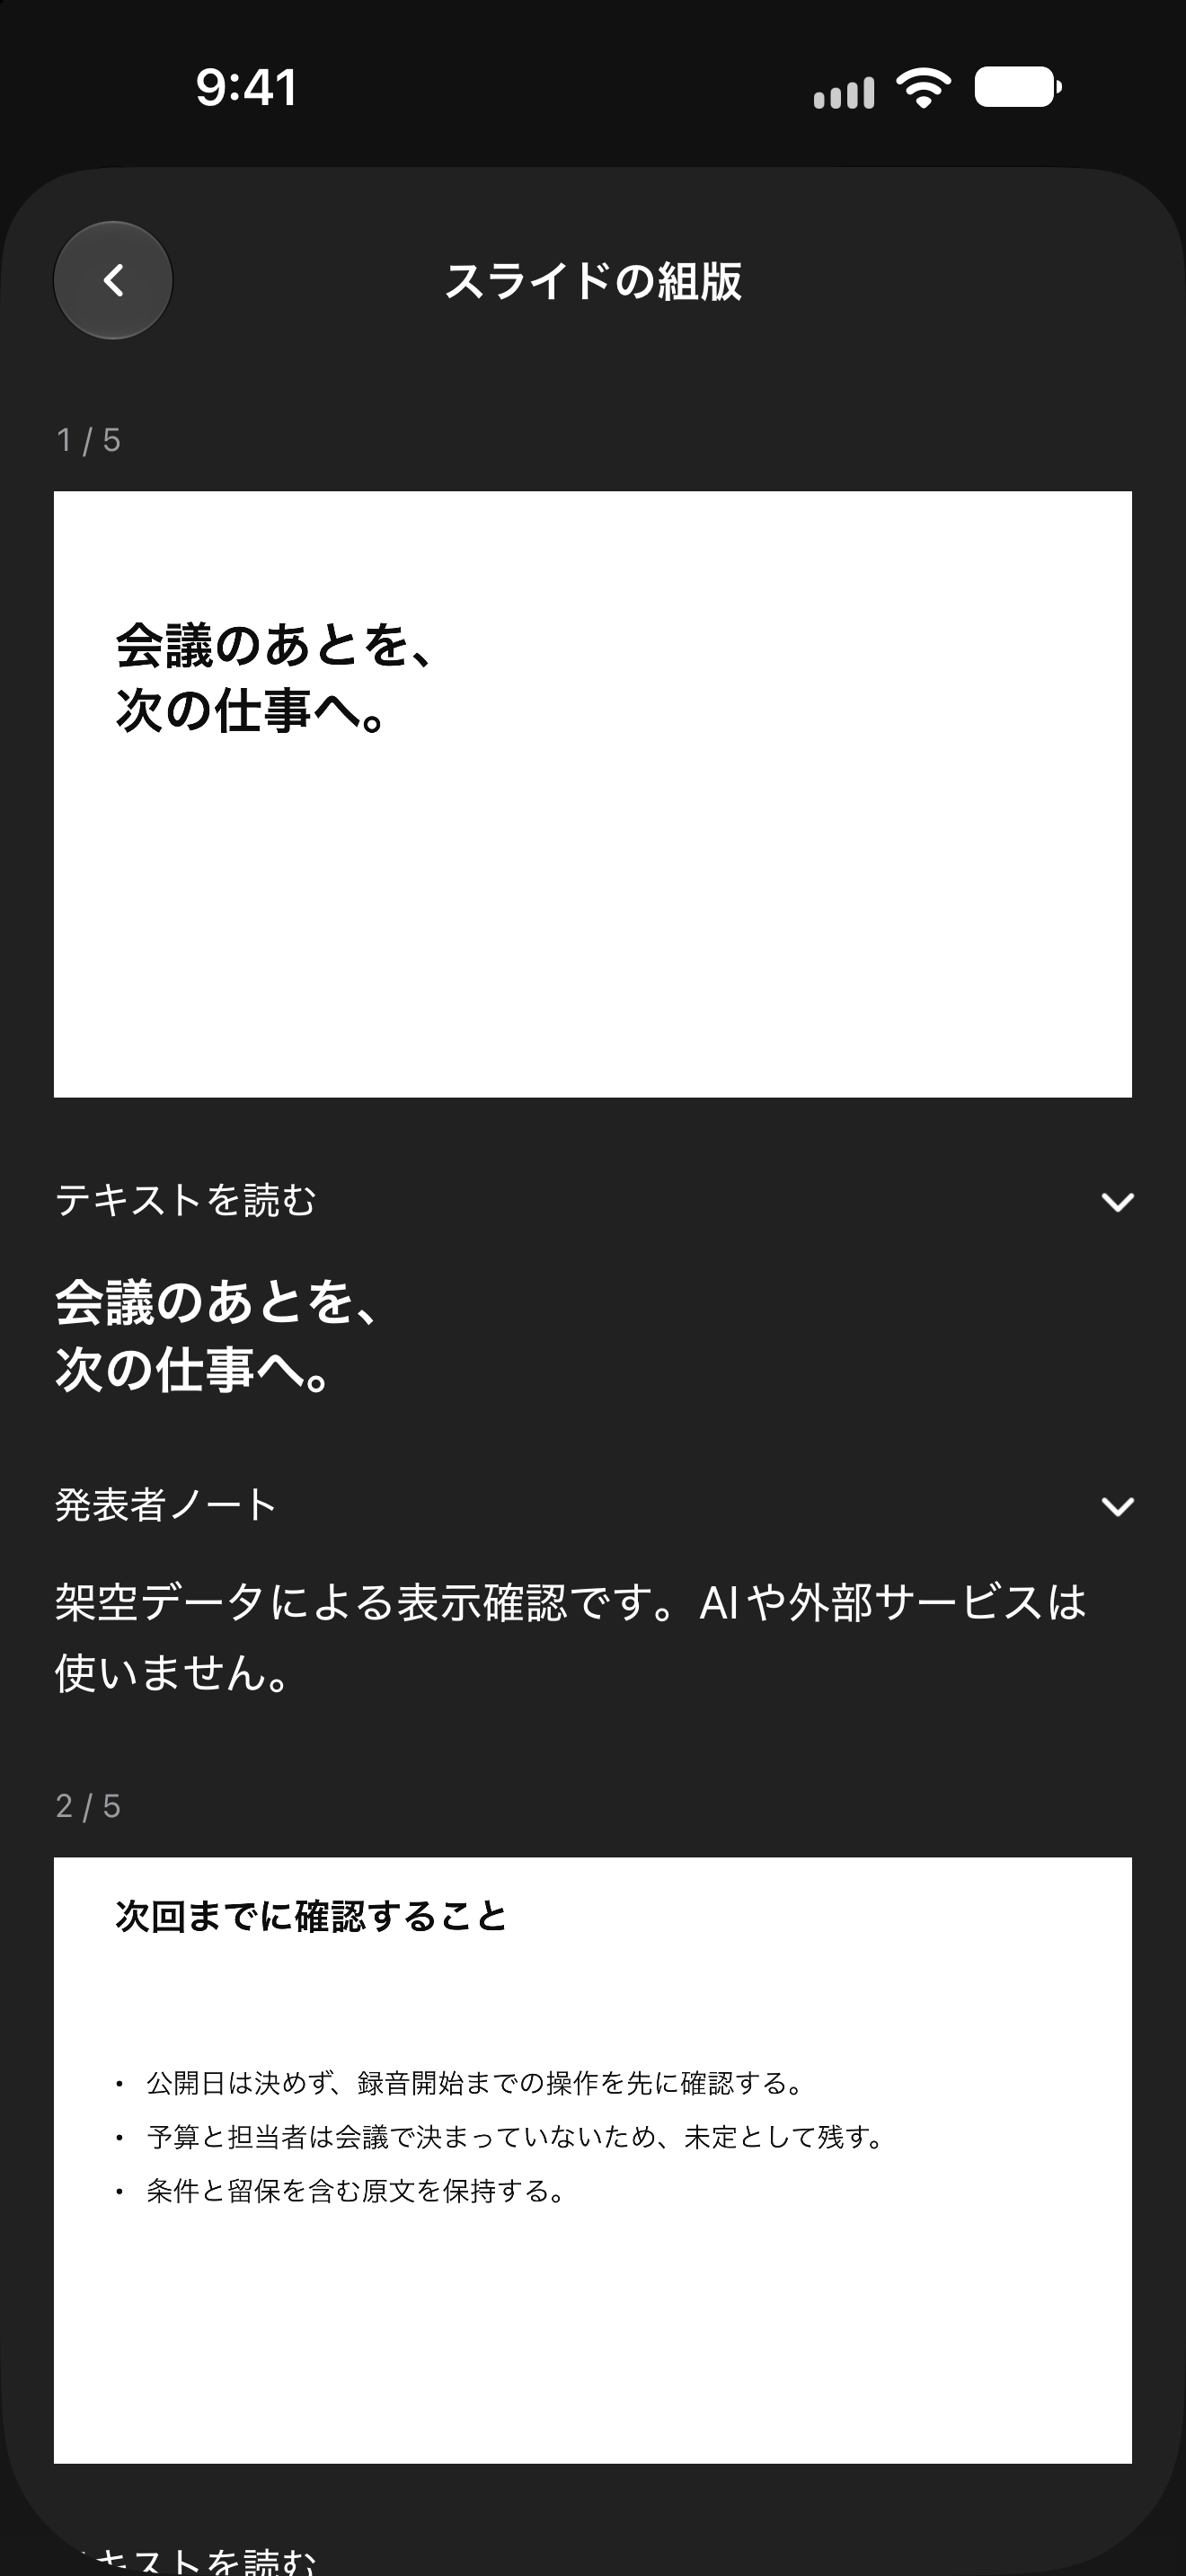 9:41
スライドの組版
1 / 5
会議のあとを、
次の仕事へ。
テキストを読む
会議のあとを、
次の仕事へ。
発表者ノート
架空データによる表示確認です。AIや外部サービスは
使いません。
2 / 5
次回までに確認すること
・ 公開日は決めず、録音開始までの操作を先に確認する。
・ 予算と担当者は会議で決まっていないため、未定として残す。
・ 条件と留保を含む原文を保持する。
テキストを読む